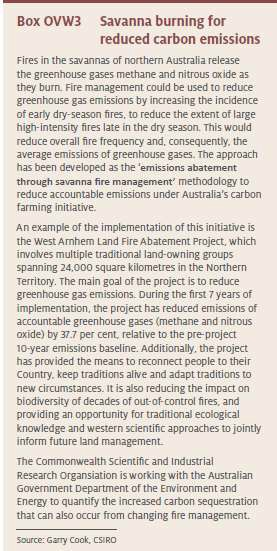 Box OVW3 Savanna burning for
reduced carbon emissions
Fires in the savannas of northern Australia release
the greenhouse gases methane and nitrous oxide as
they burn. Fire management could be used to reduce
greenhouse gas emissions by increasing the incidence
of early dry-season fires, to reduce the extent of large
high-intensity fires late in the dry season. This would
reduce overall fire frequency and, consequently, the
average emissions of greenhouse gases. The approach
has been developed as the 'emissions abatement
through savanna fire management' methodology to
reduce accountable emissions under Australia's carbon
farming initiative.
An example of the implementation of this initiative is
the West Arnhem Land Fire Abatement Project, which
involves multiple traditional land-owning groups
spanning 24,000 square kilometres in the Northern
Territory. The main goal of the project is to reduce
greenhouse gas emissions. During the first 7 years of
implementation, the project has reduced emissions of
accountable greenhouse gases (methane and nitrous
oxide) by 37.7 per cent, relative to the pre-project
10-year emissions baseline. Additionally, the project
has provided the means to reconnect people to their
Country, keep traditions alive and adapt traditions to
new circumstances. It is also reducing the impact on
biodiversity of decades of out-of-control fires, and
providing an opportunity for traditional ecological
knowledge and western scientific approaches to jointly
inform future land management.
The Commonwealth Scientific and Industrial
Research Organsiation is working with the Australian
Government Department of the Environment and
Energy to quantify the increased carbon sequestration
that can also occur from changing fire management.
Source: Garry Cook, CSIRO